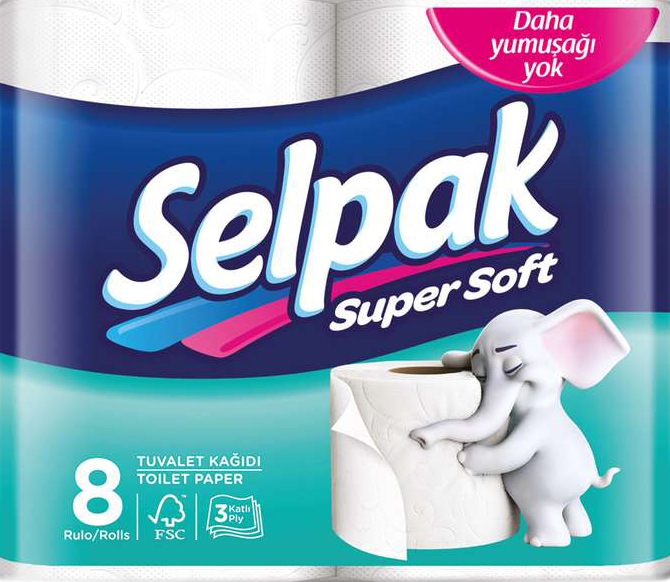 Daha
yumuşağı
yok
Selpak
Super Soft
8
Rulo/Rolls
TUVALET KAĞIDI
TOILET PAPER
FSC
3 Katlı
Ply